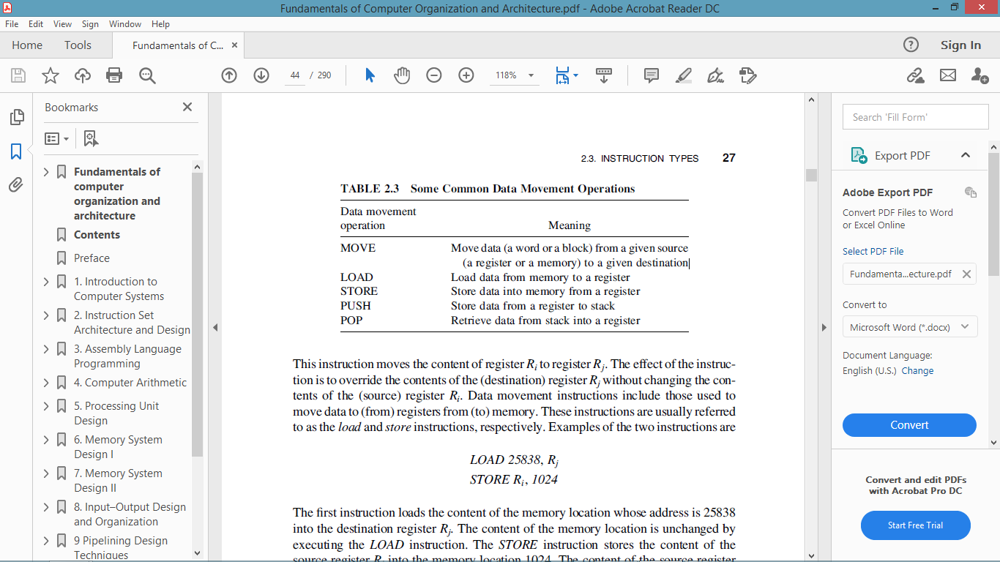 Fundamentals of Computer Organization and Architecture.pdf - Adobe Acrobat Reader DC
File Edit View Sign Window Help
Home Tools Fundamentals of C... × Sign In
44 / 290 118%
Bookmarks
Fundamentals of
computer
organization and
architecture
Contents
Preface
1. Introduction to
Computer Systems
2. Instruction Set
Architecture and Design
3. Assembly Language
Programming
4. Computer Arithmetic
5. Processing Unit
Design
6. Memory System
Design I
7. Memory System
Design II
8. Input–Output Design
and Organization
9 Pipelining Design
Techniques
2.3. INSTRUCTION TYPES 27
TABLE 2.3 Some Common Data Movement Operations
Data movement
operation Meaning
MOVE Move data (a word or a block) from a given source
(a register or a memory) to a given destination
LOAD Load data from memory to a register
STORE Store data into memory from a register
PUSH Store data from a register to stack
POP Retrieve data from stack into a register
This instruction moves the content of register Ri to register Rj. The effect of the instruc-
tion is to override the contents of the (destination) register Rj without changing the con-
tents of the (source) register Ri. Data movement instructions include those used to
move data to (from) registers from (to) memory. These instructions are usually referred
to as the load and store instructions, respectively. Examples of the two instructions are
LOAD 25838, Rj
STORE Ri, 1024
The first instruction loads the content of the memory location whose address is 25838
into the destination register Rj. The content of the memory location is unchanged by
executing the LOAD instruction. The STORE instruction stores the content of the
source register Ri into the memory location 1024. The content of the source register
Search 'Fill Form'
Export PDF
Adobe Export PDF
Convert PDF Files to Word
or Excel Online
Select PDF File
Fundamenta...ecture.pdf
Convert to
Microsoft Word (*.docx)
Document Language:
English (U.S.) Change
Convert
Convert and edit PDFs
with Acrobat Pro DC
Start Free Trial